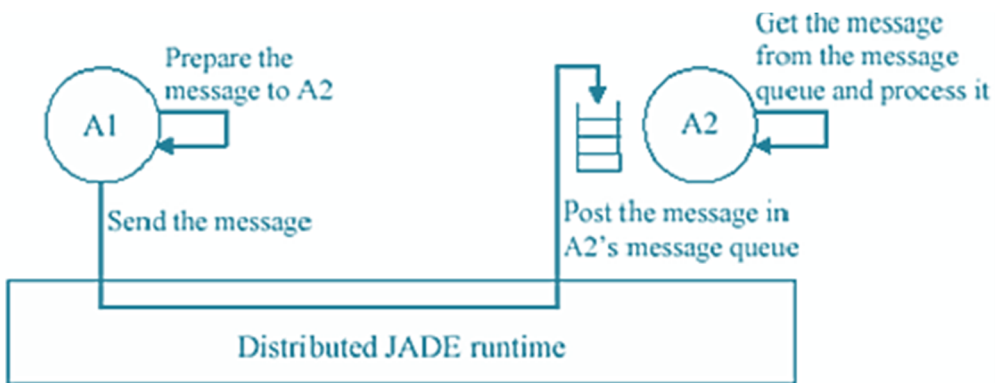 Prepare the
message to A2
A1
Send the message
Get the message
from the message
queue and process it
A2
Post the message in
A2's message queue
Distributed JADE runtime